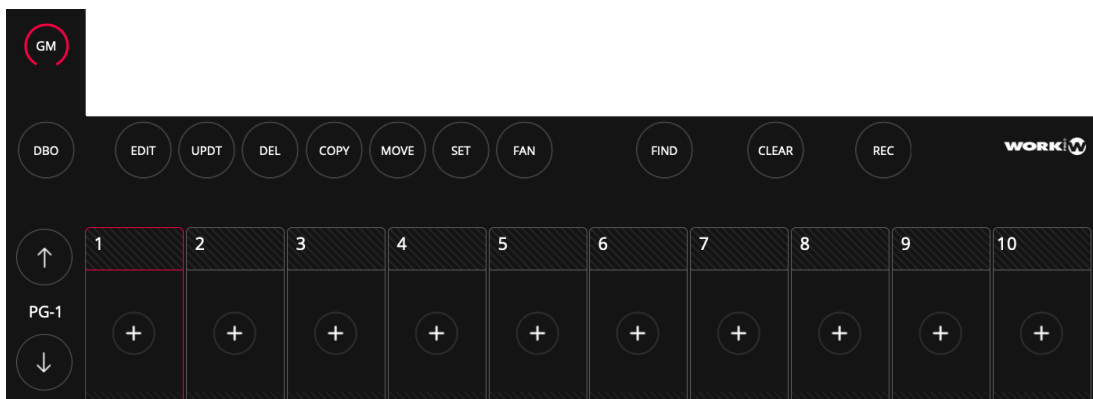 GM
DBO EDIT UPDT DEL COPY MOVE SET FAN FIND CLEAR REC WORK
1 2 3 4 5 6 7 8 9 10
PG-1
+ + + + + + + + + +